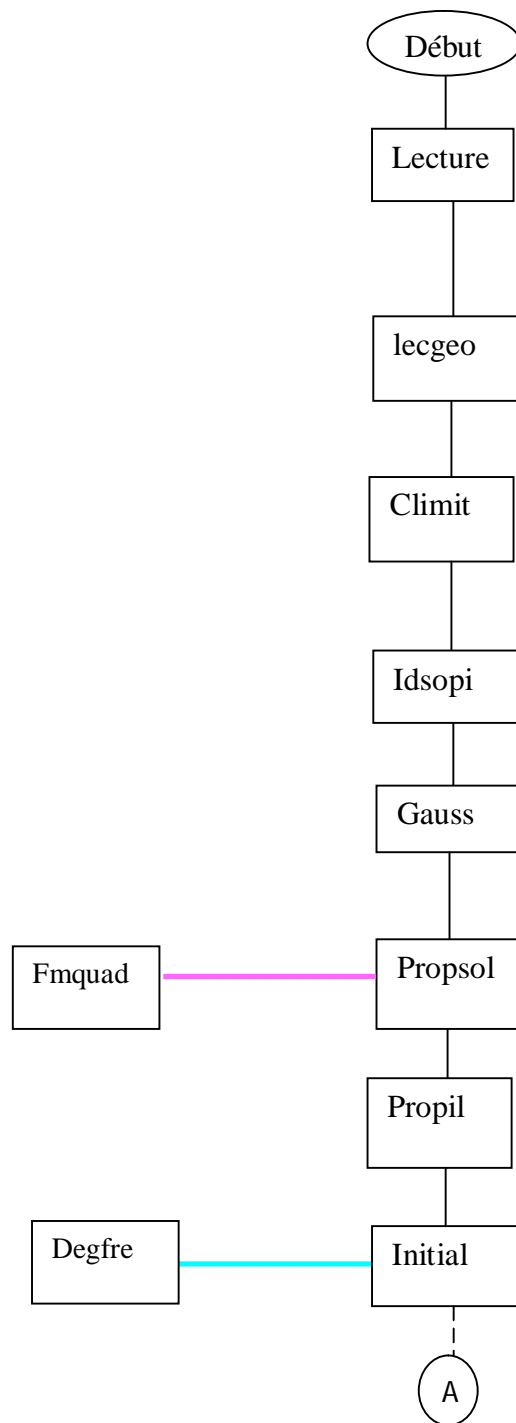 Début
Lecture
lecgeo
Climit
Idsopi
Gauss
Fmquad
Propsol
Propil
Degfre
Initial
A